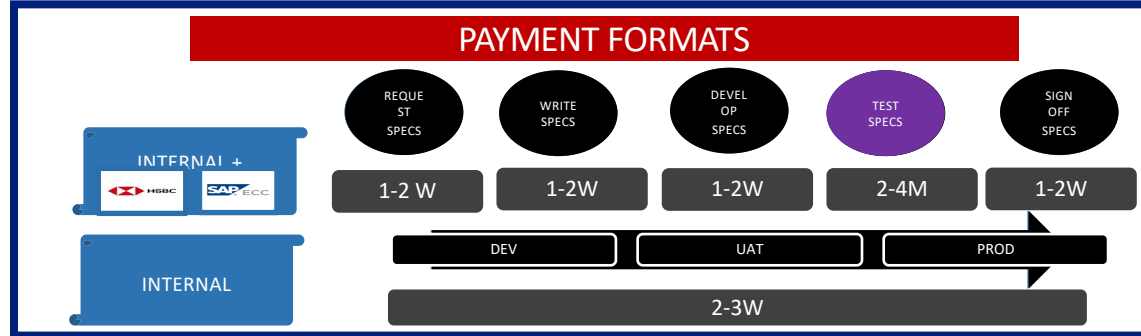 PAYMENT FORMATS
REQUE
ST
SPECS
WRITE
SPECS
DEVEL
OP
SPECS
TEST
SPECS
SIGN
OFF
SPECS
INTERNAL +
HSBC
SAP ECC
1-2 W
1-2W
1-2W
2-4M
1-2W
DEV
UAT
PROD
INTERNAL
2-3W